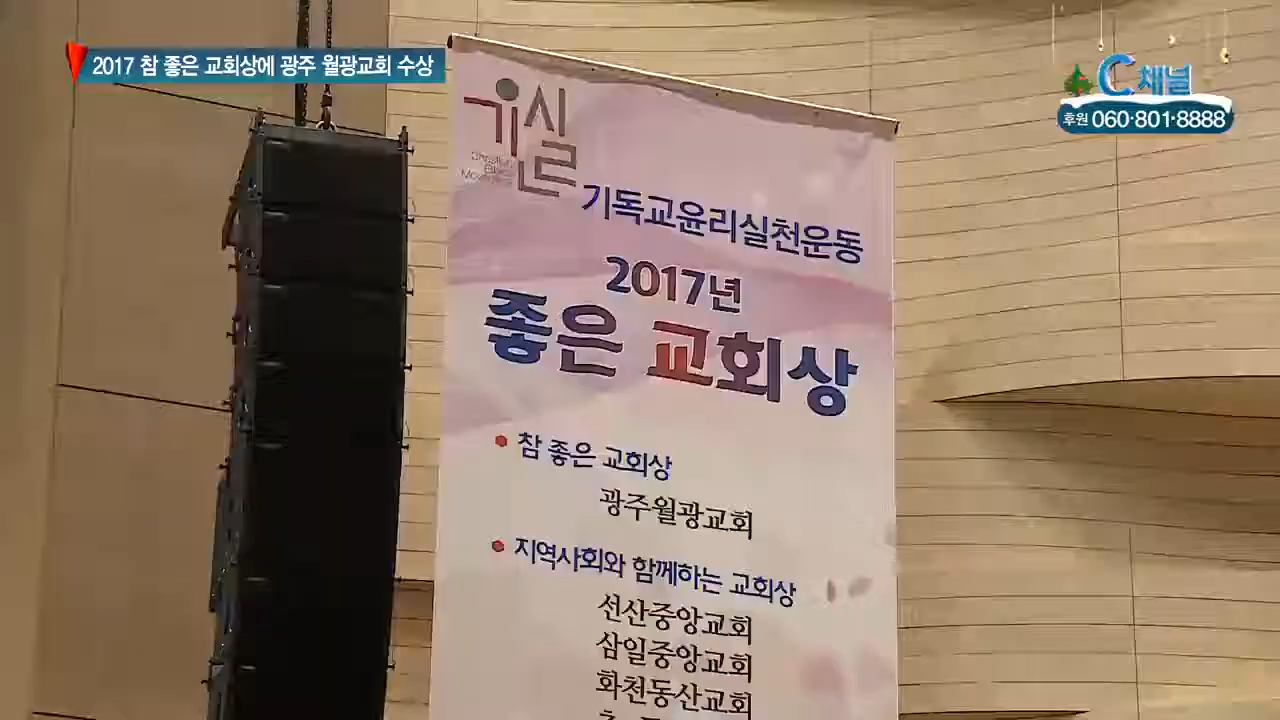 2017 참 좋은 교회상에 광주 월광교회 수상
C채널
후원 060·801·8888
기윤실
Christian
Ethics
Movement
기독교윤리실천운동
2017년
좋은 교회상
참 좋은 교회상
광주월광교회
지역사회와 함께하는 교회상
선산중앙교회
삼일중앙교회
화천동산교회